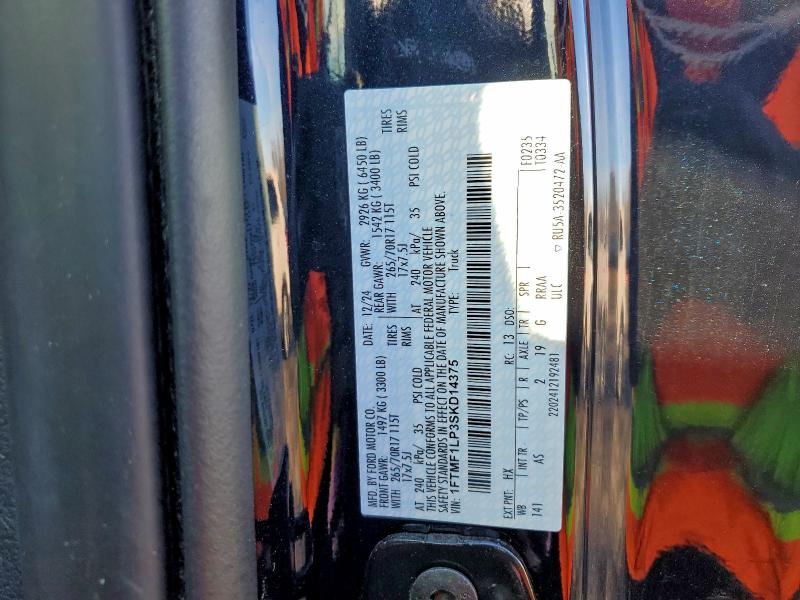 MFD. BY FORD MOTOR CO. DATE: 12/24 GVWR: 2926 KG ( 6450 LB)
FRONT GAWR: 1497 KG ( 3300 LB) REAR GAWR: 1542 KG ( 3400 LB)
WITH 265/70R17 115T TIRES WITH 265/70R17 115T TIRES
17x7.5J RIMS 17x7.5J RIMS
AT 240 kPa/ 35 PSI COLD AT 240 kPa/ 35 PSI COLD
THIS VEHICLE CONFORMS TO ALL APPLICABLE FEDERAL MOTOR VEHICLE
SAFETY STANDARDS IN EFFECT ON THE DATE OF MANUFACTURE SHOWN ABOVE.
VIN: 1FTMF1LP3SKD14375 TYPE: Truck
EXT PNT: HX RC: 13 DSO: F0235
WB INT TR TP/PS R AXLE TR SPR T0334
141 AS 2 19 G RRAA
2202412192481 ULC ▽ RU5A-3520472-AA